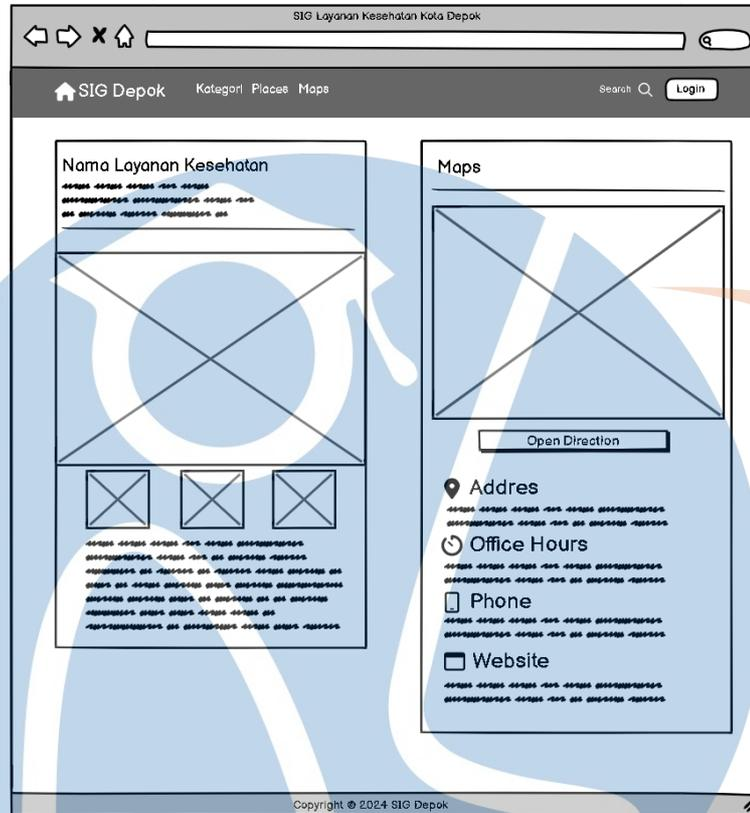 SIG Layanan Kesehatan Kota Depok
SIG Depok Kategori Places Maps Search Login
Nama Layanan Kesehatan
Maps
Open Direction
Addres
Office Hours
Phone
Website
Copyright © 2024 SIG Depok